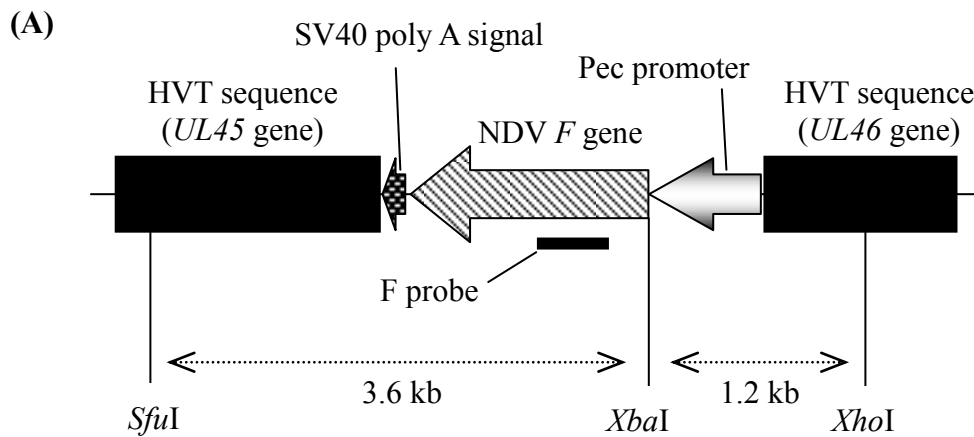 (A)
SV40 poly A signal
Pec promoter
HVT sequence
(UL45 gene)
NDV F gene
HVT sequence
(UL46 gene)
F probe
3.6 kb
1.2 kb
SfuI
XbaI
XhoI